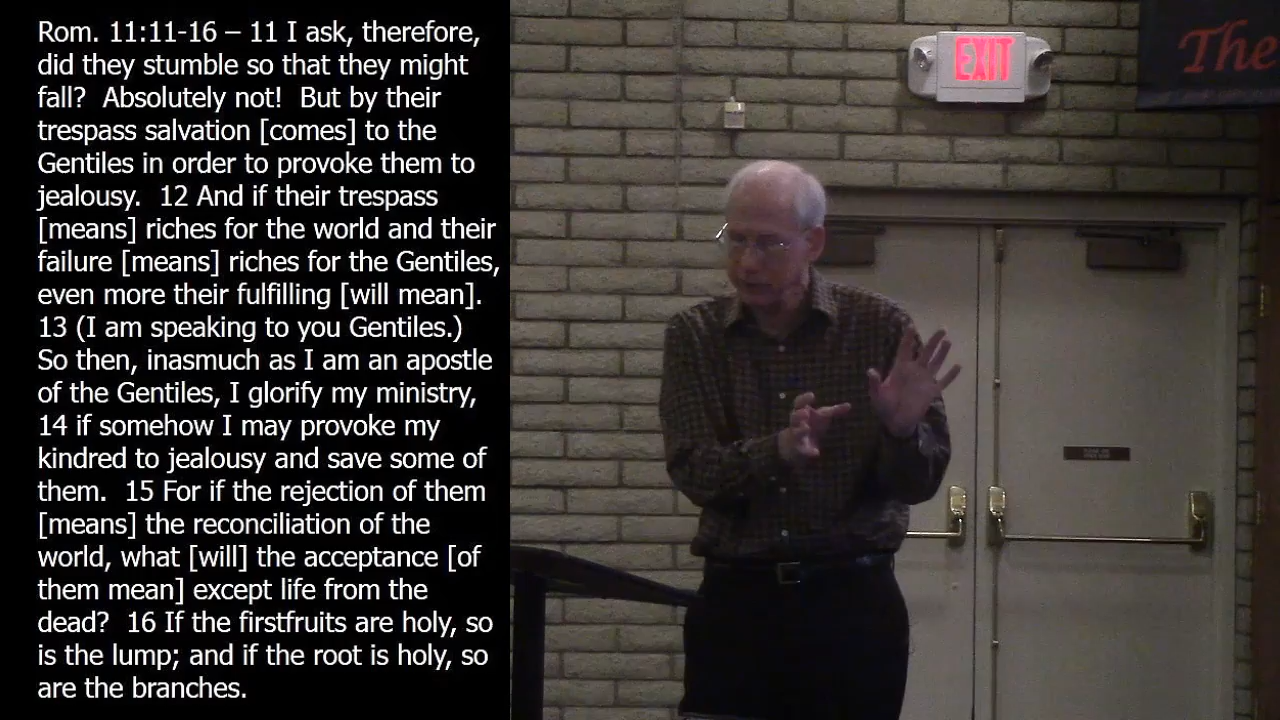 Rom. 11:11-16 – 11 I ask, therefore,
did they stumble so that they might
fall?  Absolutely not!  But by their
trespass salvation [comes] to the
Gentiles in order to provoke them to
jealousy.  12 And if their trespass
[means] riches for the world and their
failure [means] riches for the Gentiles,
even more their fulfilling [will mean].
13 (I am speaking to you Gentiles.)
So then, inasmuch as I am an apostle
of the Gentiles, I glorify my ministry,
14 if somehow I may provoke my
kindred to jealousy and save some of
them.  15 For if the rejection of them
[means] the reconciliation of the
world, what [will] the acceptance [of
them mean] except life from the
dead?  16 If the firstfruits are holy, so
is the lump; and if the root is holy, so
are the branches.
EXIT
The